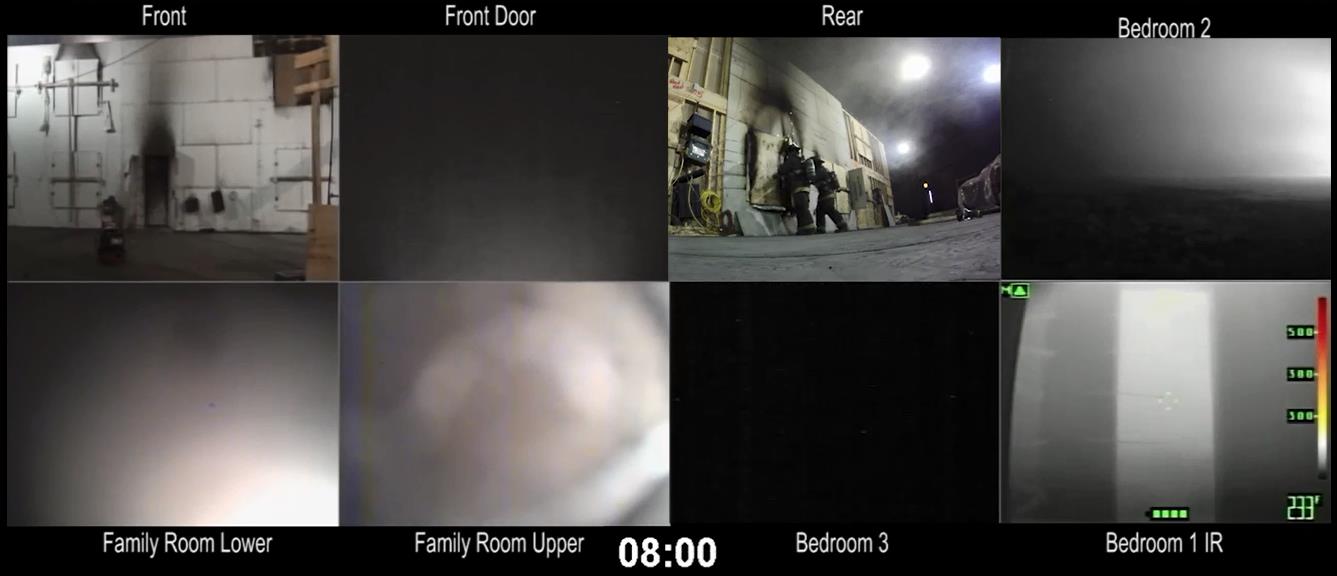 Front
Front Door
Rear
Bedroom 2
M
500
300
300
233°F
Family Room Lower
Family Room Upper
08:00
Bedroom 3
Bedroom 1 IR